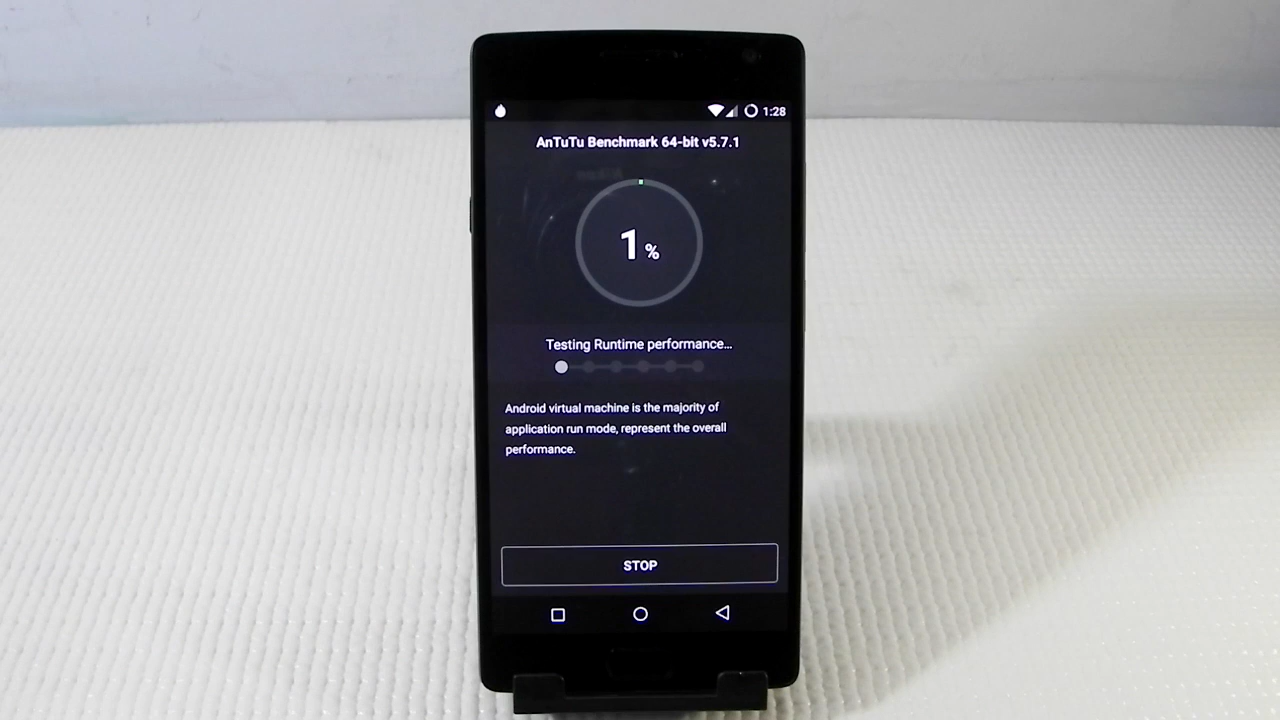 1:28
AnTuTu Benchmark 64-bit v5.7.1
1 %
Testing Runtime performance...
Android virtual machine is the majority of
application run mode, represent the overall
performance.
STOP